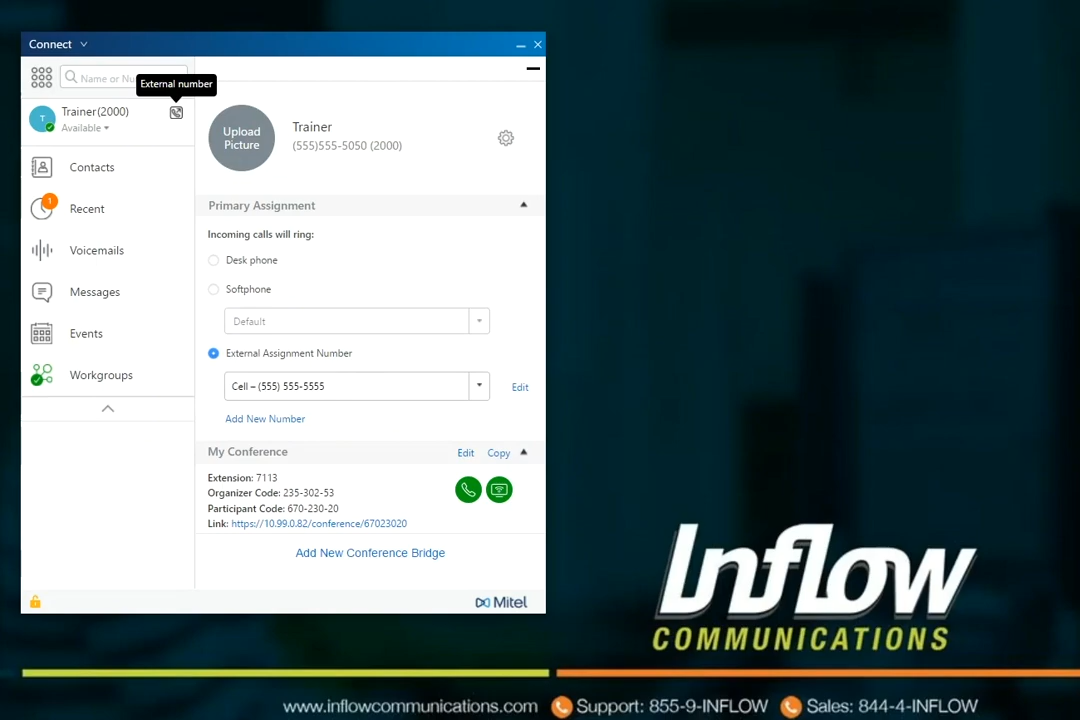 Connect
Name or Nu
External number
T
Trainer(2000)
Available
Contacts
1
Recent
Voicemails
Messages
Events
Workgroups
Upload
Picture
Trainer
(555)555-5050 (2000)
Primary Assignment
Incoming calls will ring:
Desk phone
Softphone
Default
External Assignment Number
Cell – (555) 555-5555
Edit
Add New Number
My Conference
Edit
Copy
Extension: 7113
Organizer Code: 235-302-53
Participant Code: 670-230-20
Link: https://10.99.0.82/conference/67023020
Add New Conference Bridge
Mitel
Inflow
COMMUNICATIONS
www.inflowcommunications.com Support: 855-9-INFLOW Sales: 844-4-INFLOW